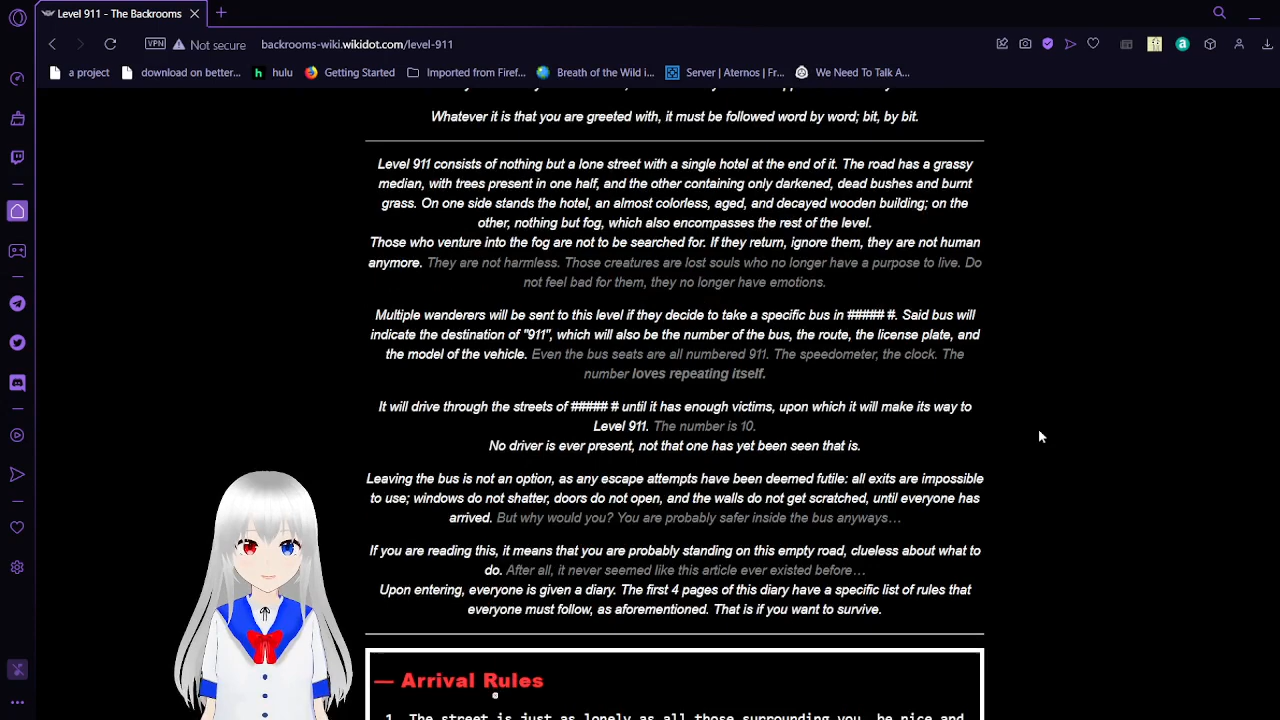 Level 911 - The Backrooms
VPN Not secure backrooms-wiki.wikidot.com/level-911
a project download on better... hulu Getting Started Imported from Firef... Breath of the Wild i... Server | Aternos | Fr... We Need To Talk A...
Whatever it is that you are greeted with, it must be followed word by word; bit, by bit.
Level 911 consists of nothing but a lone street with a single hotel at the end of it. The road has a grassy
median, with trees present in one half, and the other containing only darkened, dead bushes and burnt
grass. On one side stands the hotel, an almost colorless, aged, and decayed wooden building; on the
other, nothing but fog, which also encompasses the rest of the level.
Those who venture into the fog are not to be searched for. If they return, ignore them, they are not human
anymore. They are not harmless. Those creatures are lost souls who no longer have a purpose to live. Do
not feel bad for them, they no longer have emotions.
Multiple wanderers will be sent to this level if they decide to take a specific bus in ##### #. Said bus will
indicate the destination of "911", which will also be the number of the bus, the route, the license plate, and
the model of the vehicle. Even the bus seats are all numbered 911. The speedometer, the clock. The
number loves repeating itself.
It will drive through the streets of ##### # until it has enough victims, upon which it will make its way to
Level 911. The number is 10.
No driver is ever present, not that one has yet been seen that is.
Leaving the bus is not an option, as any escape attempts have been deemed futile: all exits are impossible
to use; windows do not shatter, doors do not open, and the walls do not get scratched, until everyone has
arrived. But why would you? You are probably safer inside the bus anyways…
If you are reading this, it means that you are probably standing on this empty road, clueless about what to
do. After all, it never seemed like this article ever existed before…
Upon entering, everyone is given a diary. The first 4 pages of this diary have a specific list of rules that
everyone must follow, as aforementioned. That is if you want to survive.
— Arrival Rules
1. The street is just as lonely as all those surrounding you, be nice and